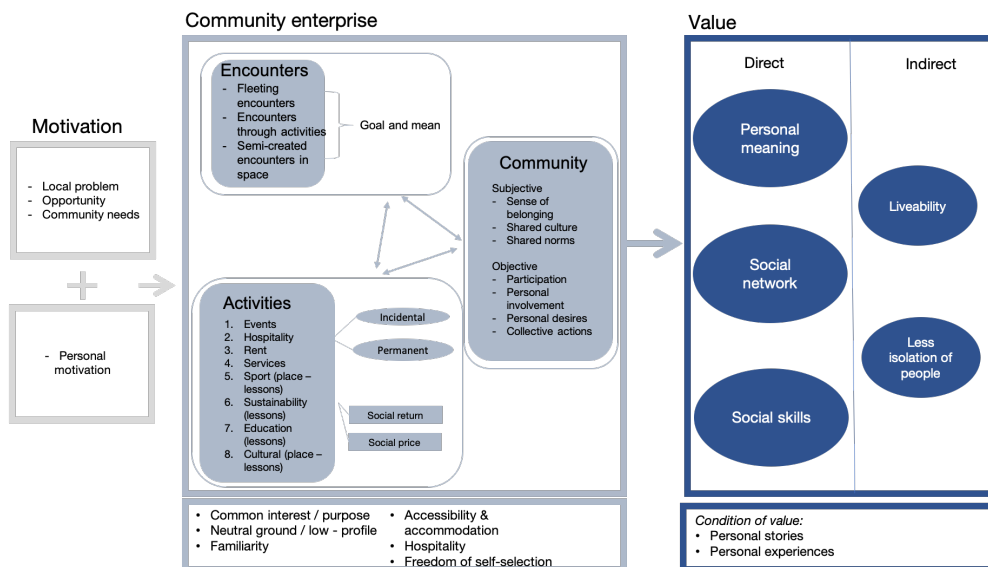 Community enterprise
Value
Motivation
- Local problem
- Opportunity
- Community needs
- Personal
motivation
Encounters
- Fleeting
encounters
- Encounters
through activities
- Semi-created
encounters in
space
Goal and mean
Community
Subjective
- Sense of
belonging
- Shared culture
- Shared norms
Objective
- Participation
- Personal
involvement
- Personal desires
- Collective actions
Activities
1. Events
2. Hospitality
3. Rent
4. Services
5. Sport (place –
lessons)
6. Sustainability
(lessons)
7. Education
(lessons)
8. Cultural (place –
lessons)
Incidental
Permanent
Social return
Social price
• Common interest / purpose
• Neutral ground / low - profile
• Familiarity
• Accessibility &
accommodation
• Hospitality
• Freedom of self-selection
Direct
Indirect
Personal
meaning
Liveability
Social
network
Less
isolation of
people
Social skills
Condition of value:
• Personal stories
• Personal experiences